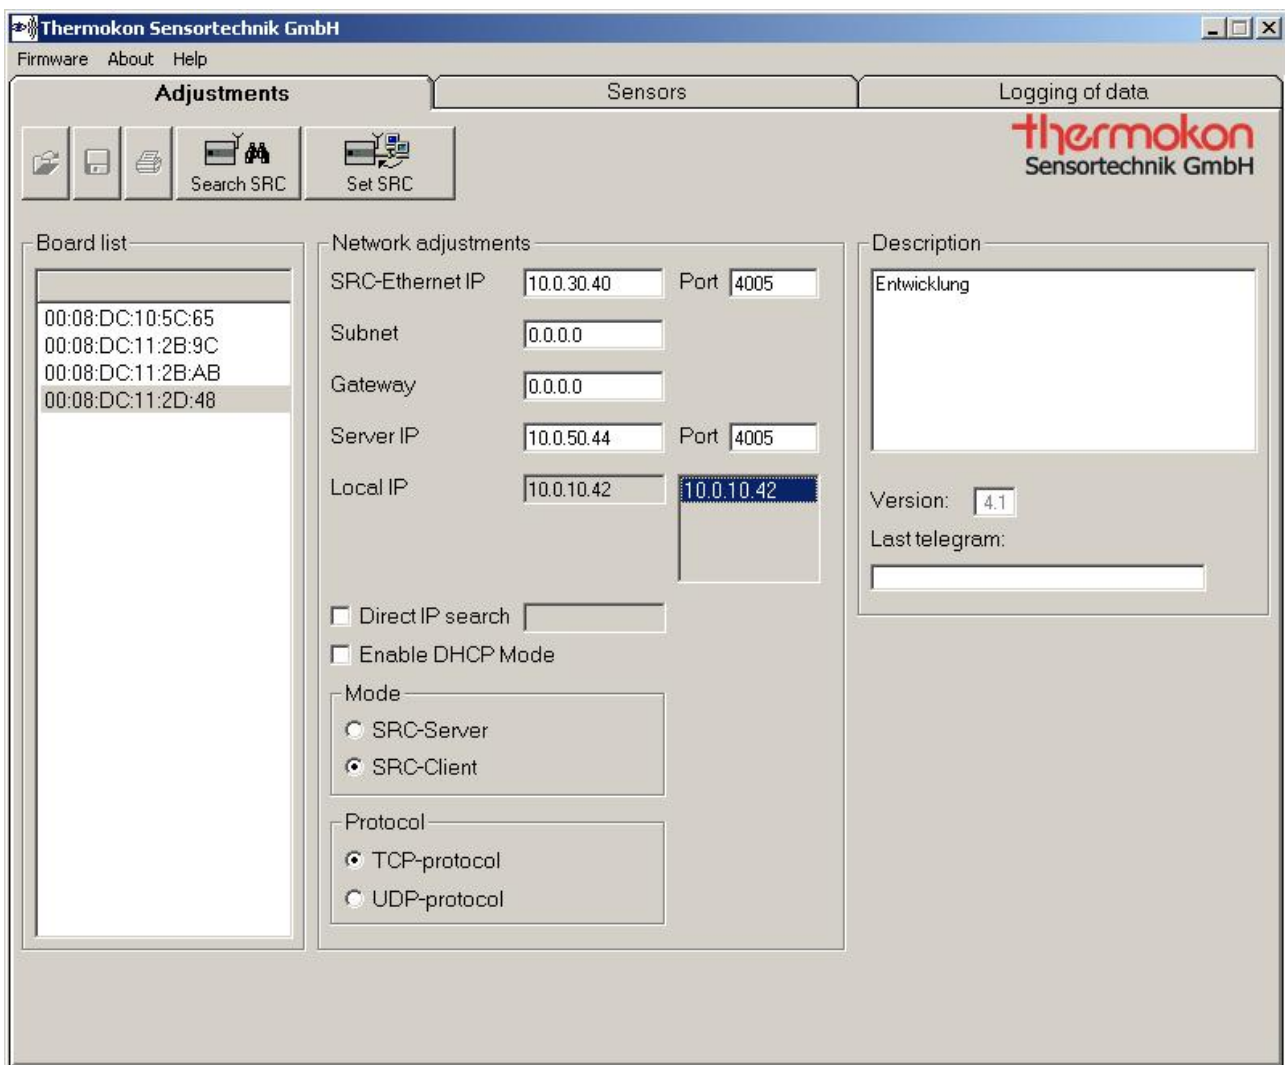 Thermokon Sensortechnik GmbH
Firmware About Help
Adjustments Sensors Logging of data
Search SRC Set SRC
thermokon
Sensortechnik GmbH
Board list
00:08:DC:10:5C:65
00:08:DC:11:2B:9C
00:08:DC:11:2B:AB
00:08:DC:11:2D:48
Network adjustments
SRC-Ethernet IP 10.0.30.40 Port 4005
Subnet 0.0.0.0
Gateway 0.0.0.0
Server IP 10.0.50.44 Port 4005
Local IP 10.0.10.42 10.0.10.42
Direct IP search
Enable DHCP Mode
Mode
SRC-Server
SRC-Client
Protocol
TCP-protocol
UDP-protocol
Description
Entwicklung
Version: 4.1
Last telegram: